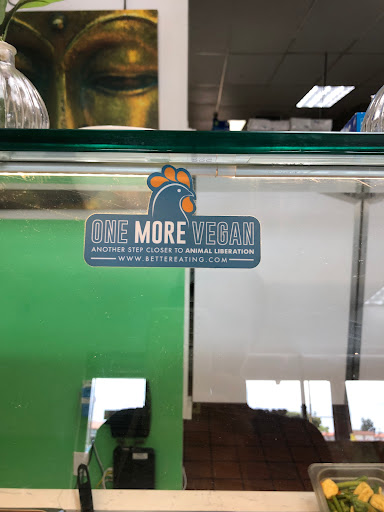 ONE MORE VEGAN
ANOTHER STEP CLOSER TO ANIMAL LIBERATION
WWW.BETTEREATING.COM